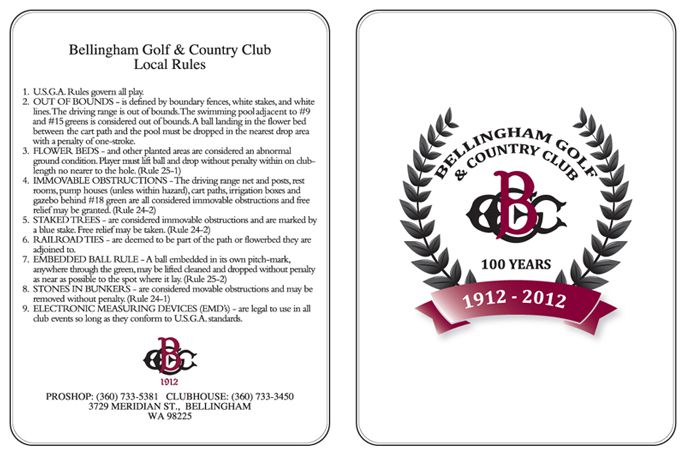 Bellingham Golf & Country Club
Local Rules
1. U.S.G.A. Rules govern all play.
2. OUT OF BOUNDS – is defined by boundary fences, white stakes, and white
lines. The driving range is out of bounds. The swimming pool adjacent to #9
and #15 greens is considered out of bounds. A ball landing in the flower bed
between the cart path and the pool must be dropped in the nearest drop area
with a penalty of one-stroke.
3. FLOWER BEDS – and other planted areas are considered an abnormal
ground condition. Player must lift ball and drop without penalty within on club-
length no nearer to the hole. (Rule 25-1)
4. IMMOVABLE OBSTRUCTIONS – The driving range net and posts, rest
rooms, pump houses (unless within hazard), cart paths, irrigation boxes and
gazebo behind #18 green are all considered immovable obstructions and free
relief may be granted. (Rule 24-2)
5. STAKED TREES – are considered immovable obstructions and are marked by
a blue stake. Free relief may be taken. (Rule 24-2)
6. RAILROAD TIES – are deemed to be part of the path or flowerbed they are
adjoined to.
7. EMBEDDED BALL RULE – A ball embedded in its own pitch-mark,
anywhere through the green, may be lifted cleaned and dropped without penalty
as near as possible to the spot where it lay. (Rule 25-2)
8. STONES IN BUNKERS – are considered movable obstructions and may be
removed without penalty. (Rule 24-1)
9. ELECTRONIC MEASURING DEVICES (EMD's) – are legal to use in all
club events so long as they conform to U.S.G.A. standards.
BGCC
1912
PROSHOP: (360) 733-5381 CLUBHOUSE: (360) 733-3450
3729 MERIDIAN ST., BELLINGHAM
WA 98225
BELLINGHAM GOLF
& COUNTRY CLUB
BGCC
100 YEARS
1912 - 2012